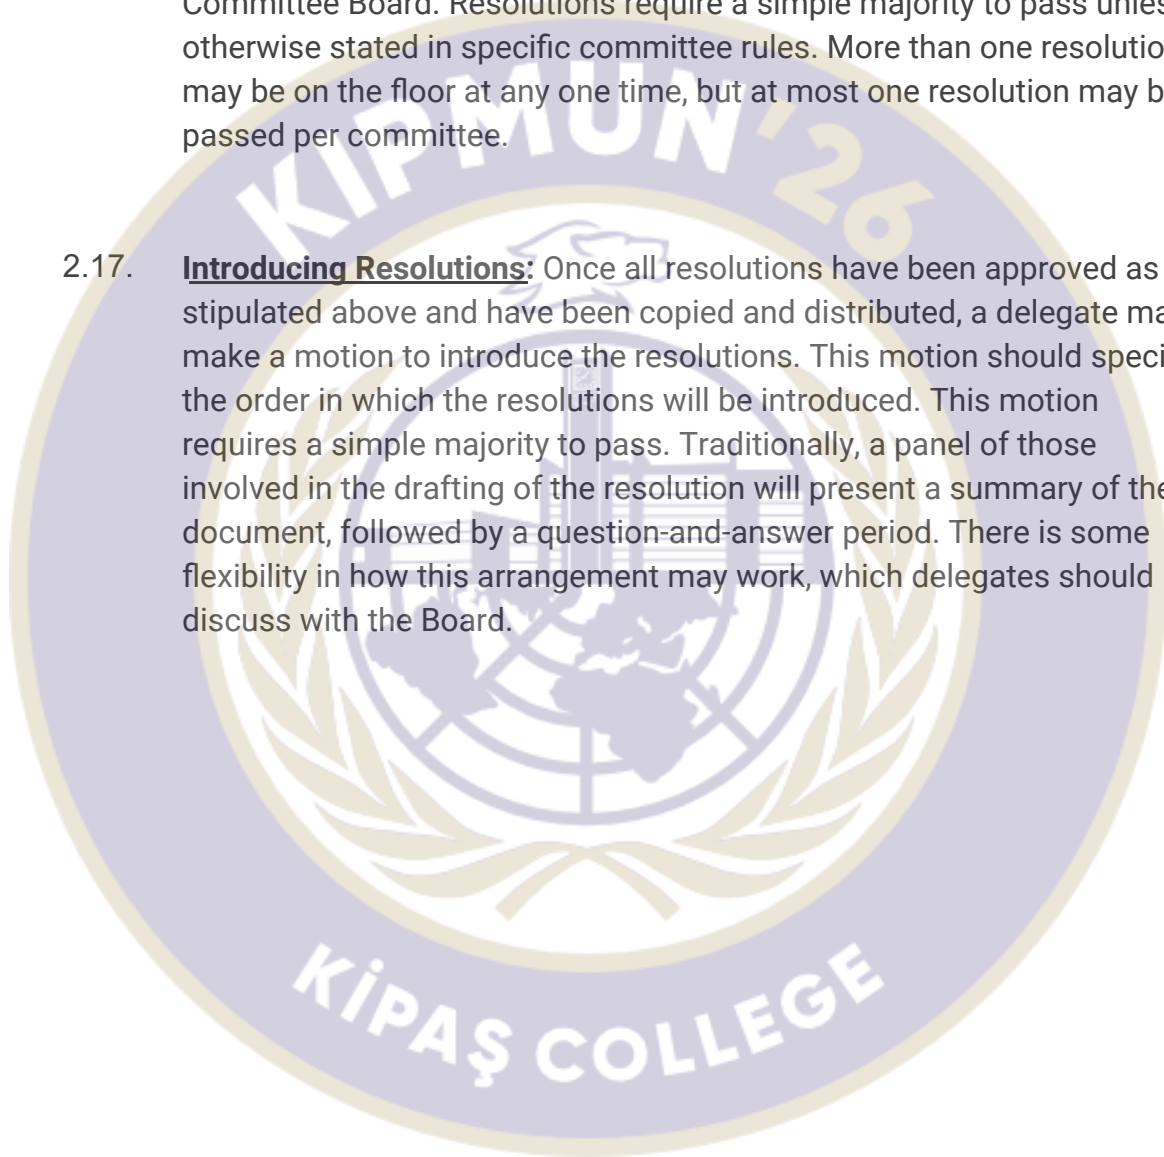 Committee Board. Resolutions require a simple majority to pass unles
otherwise stated in specific committee rules. More than one resolutio
may be on the floor at any one time, but at most one resolution may b
passed per committee.
KIPMUN'26
2.17. Introducing Resolutions: Once all resolutions have been approved as
stipulated above and have been copied and distributed, a delegate ma
make a motion to introduce the resolutions. This motion should speci
the order in which the resolutions will be introduced. This motion
requires a simple majority to pass. Traditionally, a panel of those
involved in the drafting of the resolution will present a summary of the
document, followed by a question-and-answer period. There is some
flexibility in how this arrangement may work, which delegates should
discuss with the Board.
KİPAŞ COLLEGE